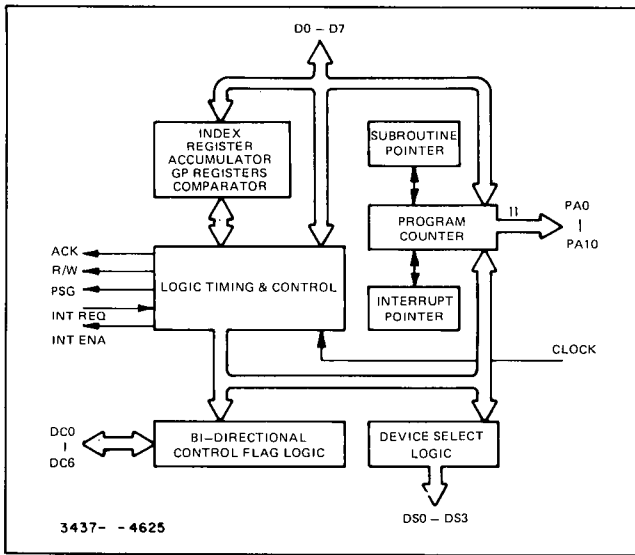 D0 – D7
INDEX
REGISTER
ACCUMULATOR
GP REGISTERS
COMPARATOR
SUBROUTINE
POINTER
PROGRAM
COUNTER
11
PA0
|
PA10
ACK
R/W
PSG
INT REQ
INT ENA
LOGIC TIMING & CONTROL
INTERRUPT
POINTER
CLOCK
DC0
|
DC6
BI–DIRECTIONAL
CONTROL FLAG LOGIC
DEVICE SELECT
LOGIC
DS0 – DS3
3437- -4625